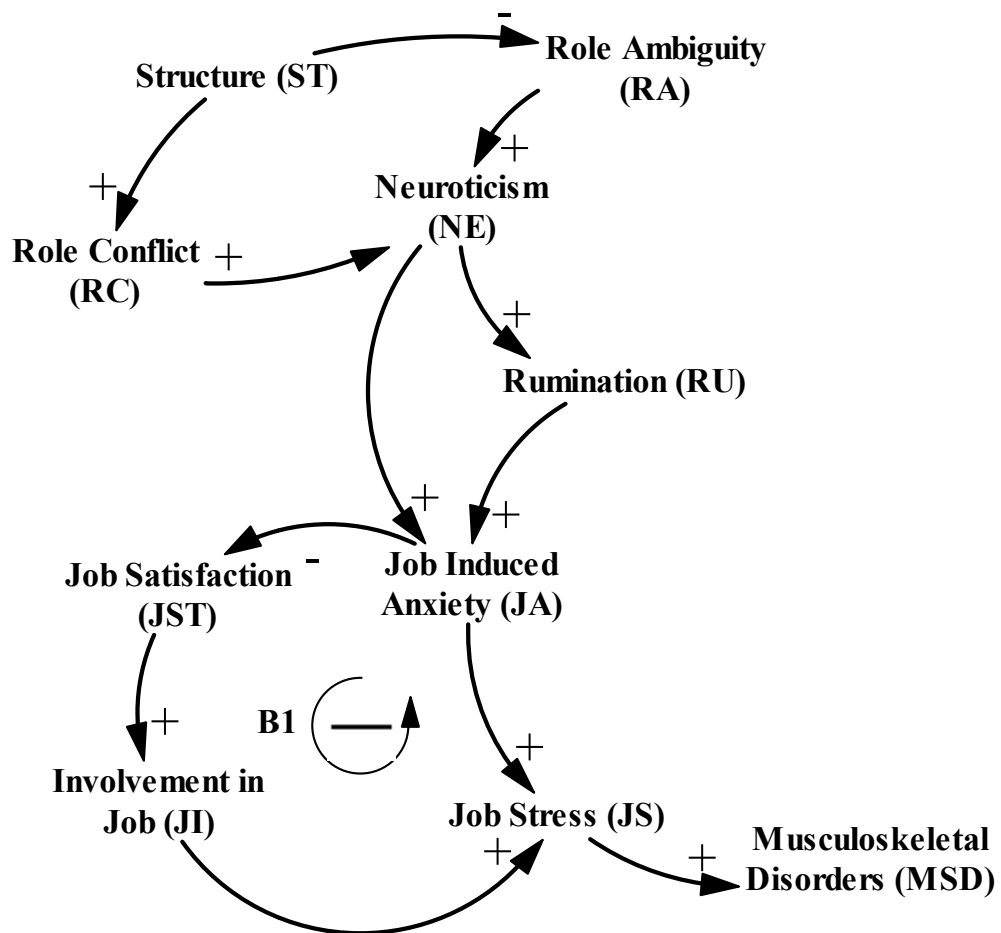 -
Structure (ST)
Role Ambiguity
(RA)
+
+
Neuroticism
(NE)
Role Conflict
(RC)
+
+
Rumination (RU)
+
+
Job Satisfaction
(JST)
-
Job Induced
Anxiety (JA)
B1
+
+
Involvement in
Job (JI)
Job Stress (JS)
+
+
Musculoskeletal
Disorders (MSD)